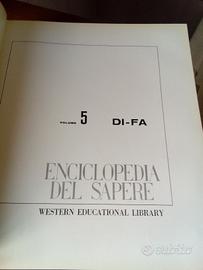 VOLUME 5 DI-FA
ENCICLOPEDIA
DEL SAPERE
WESTERN EDUCATIONAL LIBRARY
subito